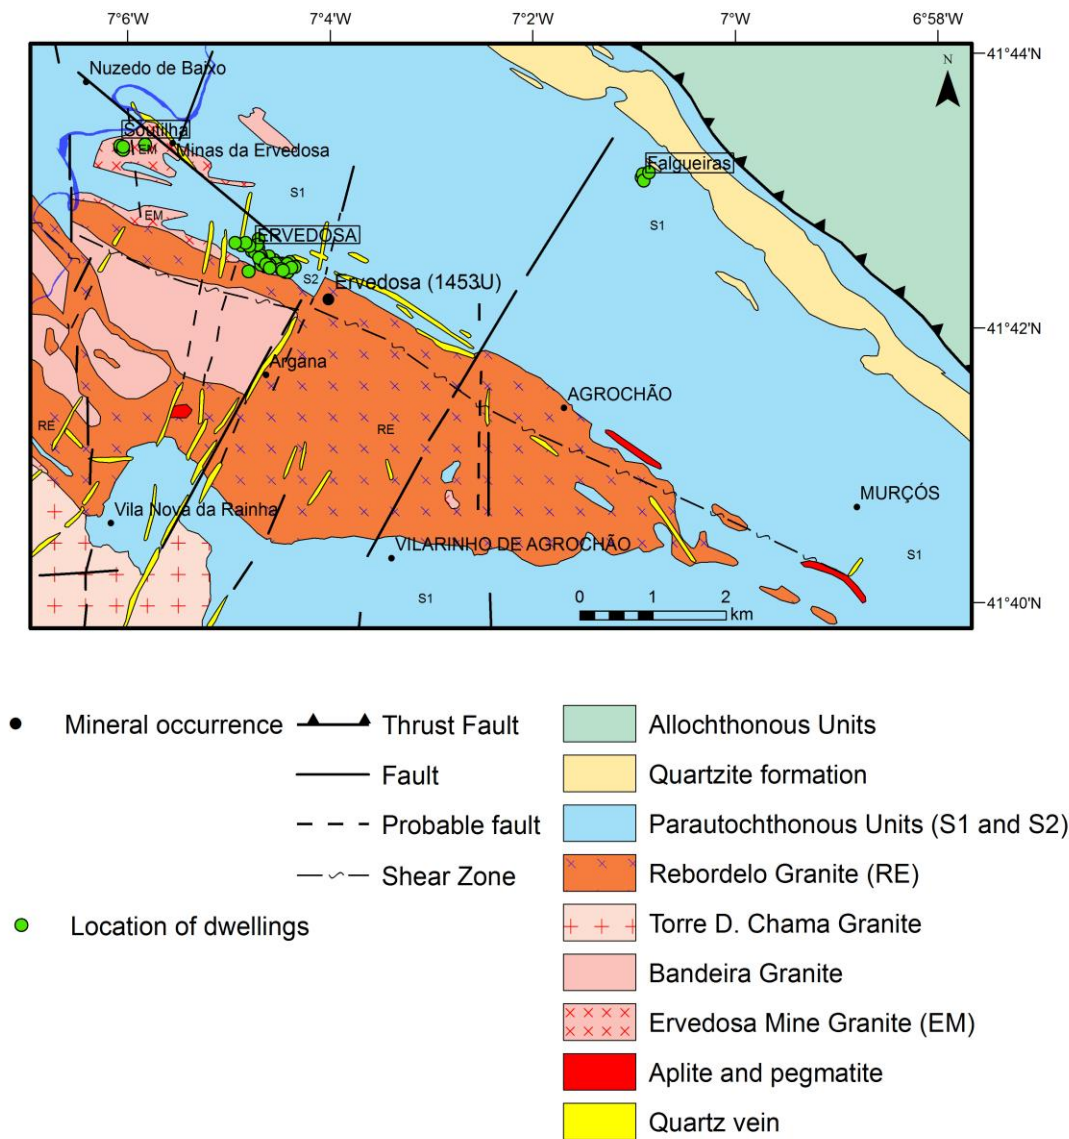 7°6'W 7°4'W 7°2'W 7°W 6°58'W
41°44'N
N
Nuzedo de Baixo
Soutilha
EM
Minas da Ervedosa
Falgueiras
S1
S1
EM
ERVEDOSA
S2
Ervedosa (1453U)
41°42'N
Argana
AGROCHÃO
RE
RE
MURÇÓS
Vila Nova da Rainha
VILARINHO DE AGROCHÃO
S1
S1
0 1 2
km
41°40'N
Mineral occurrence
Location of dwellings
Thrust Fault
Fault
Probable fault
Shear Zone
Allochthonous Units
Quartzite formation
Parautochthonous Units (S1 and S2)
Rebordelo Granite (RE)
Torre D. Chama Granite
Bandeira Granite
Ervedosa Mine Granite (EM)
Aplite and pegmatite
Quartz vein